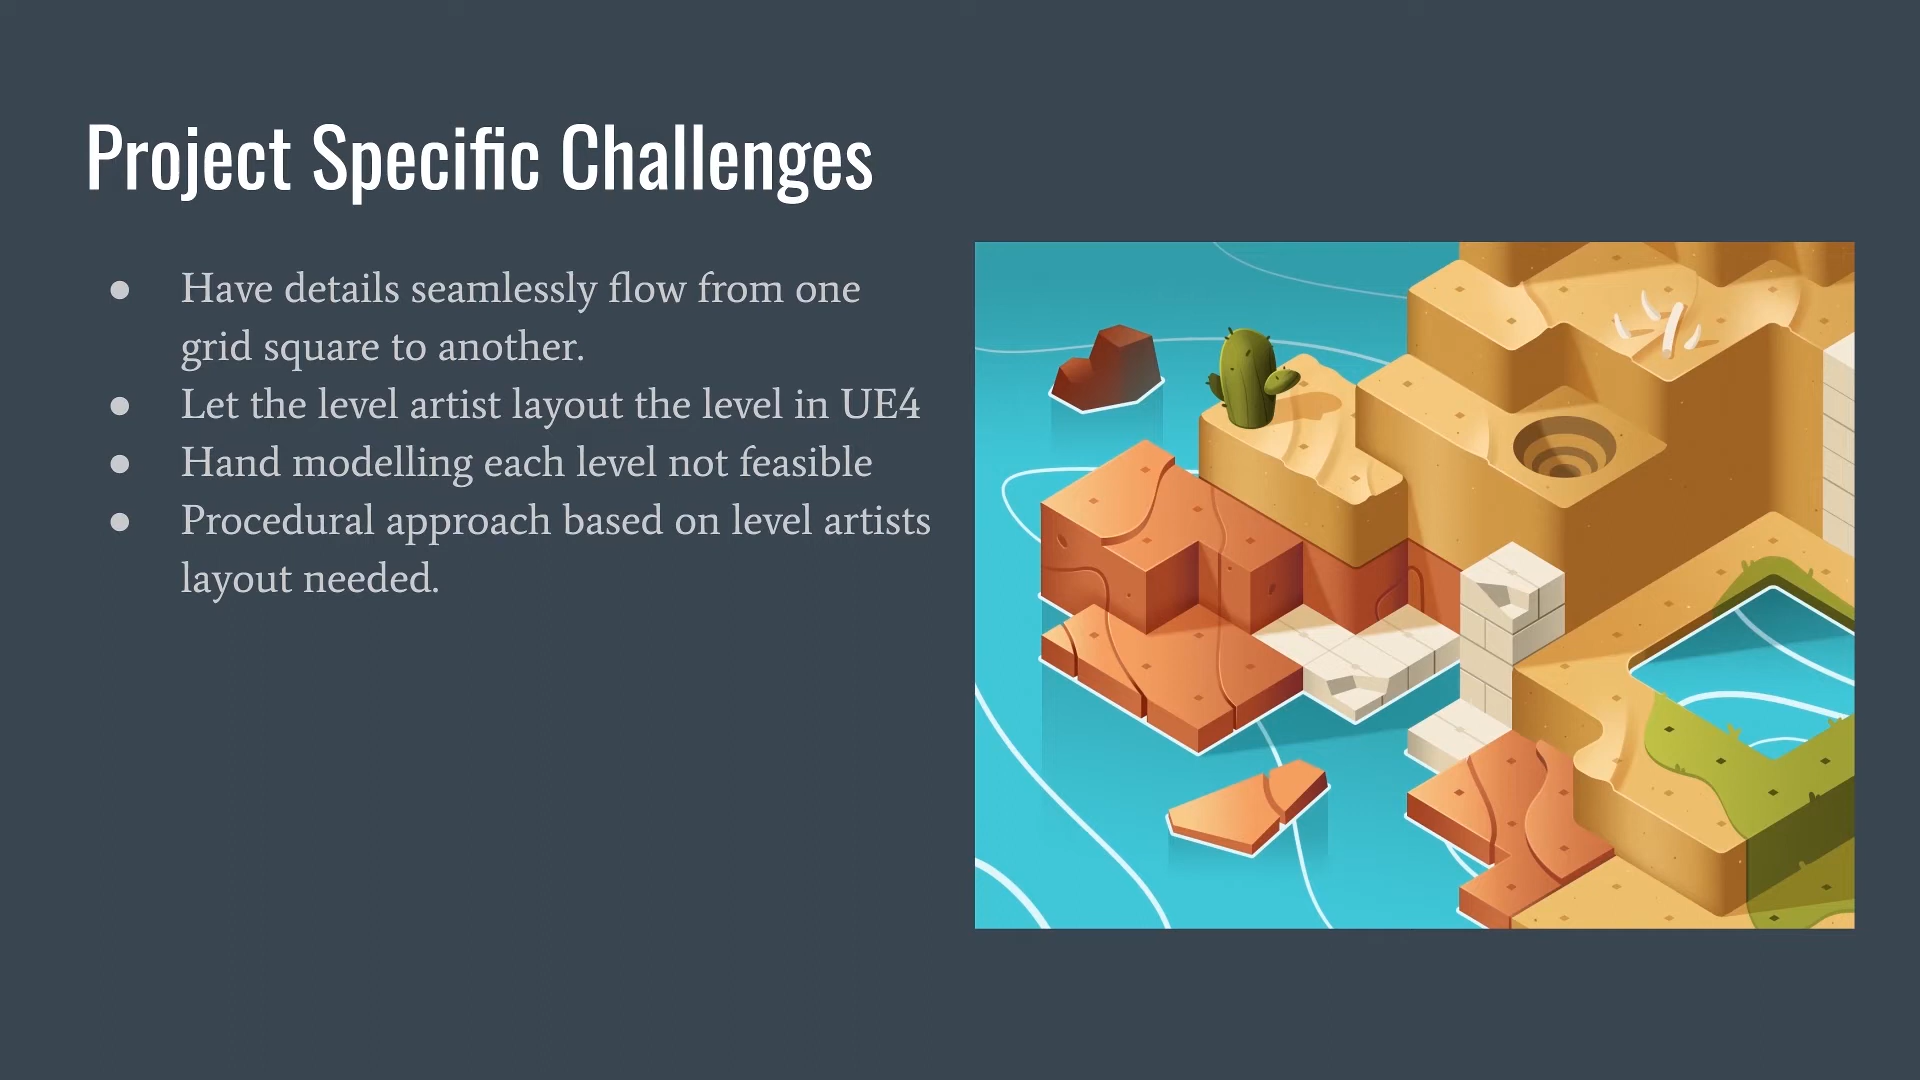 Project Specific Challenges
● Have details seamlessly flow from one
grid square to another.
● Let the level artist layout the level in UE4
● Hand modelling each level not feasible
● Procedural approach based on level artists
layout needed.